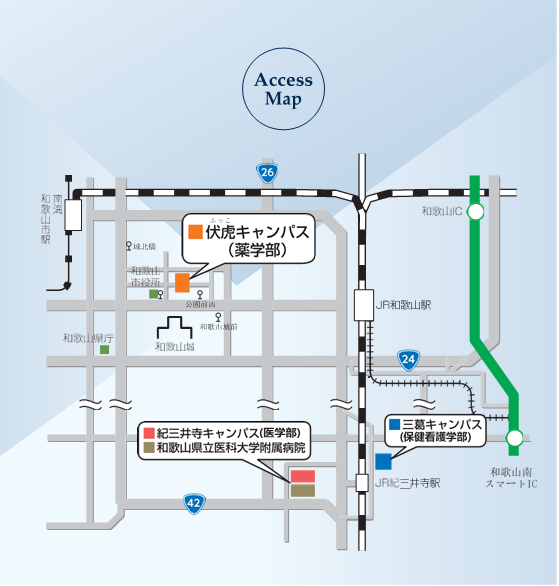 Access
Map
26
南海
和歌山市駅
和歌山IC
ふっこ
伏虎キャンパス
(薬学部)
城北橋
和歌山
市役所
公園前西
JR和歌山駅
和歌山城前
和歌山県庁
和歌山城
24
紀三井寺キャンパス(医学部)
和歌山県立医科大学附属病院
三葛キャンパス
(保健看護学部)
和歌山南
スマートIC
JR紀三井寺駅
42